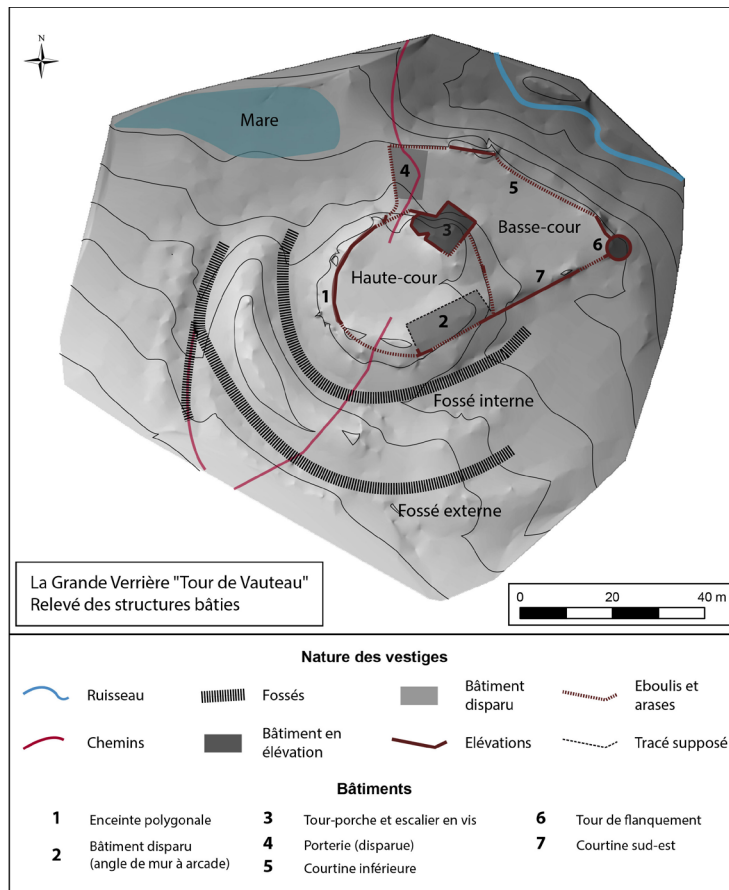 N
Mare
4
5
3
Basse-cour
6
Haute-cour
7
1
2
Fossé interne
Fossé externe
La Grande Verrière "Tour de Vauteau"
Relevé des structures bâties
0 20 40 m
Nature des vestiges
Ruisseau
Fossés
Bâtiment
disparu
Eboulis et
arases
Chemins
Bâtiment en
élévation
Elévations
Tracé supposé
Bâtiments
1 Enceinte polygonale
2 Bâtiment disparu
(angle de mur à arcade)
3 Tour-porche et escalier en vis
4 Porterie (disparue)
5 Courtine inférieure
6 Tour de flanquement
7 Courtine sud-est